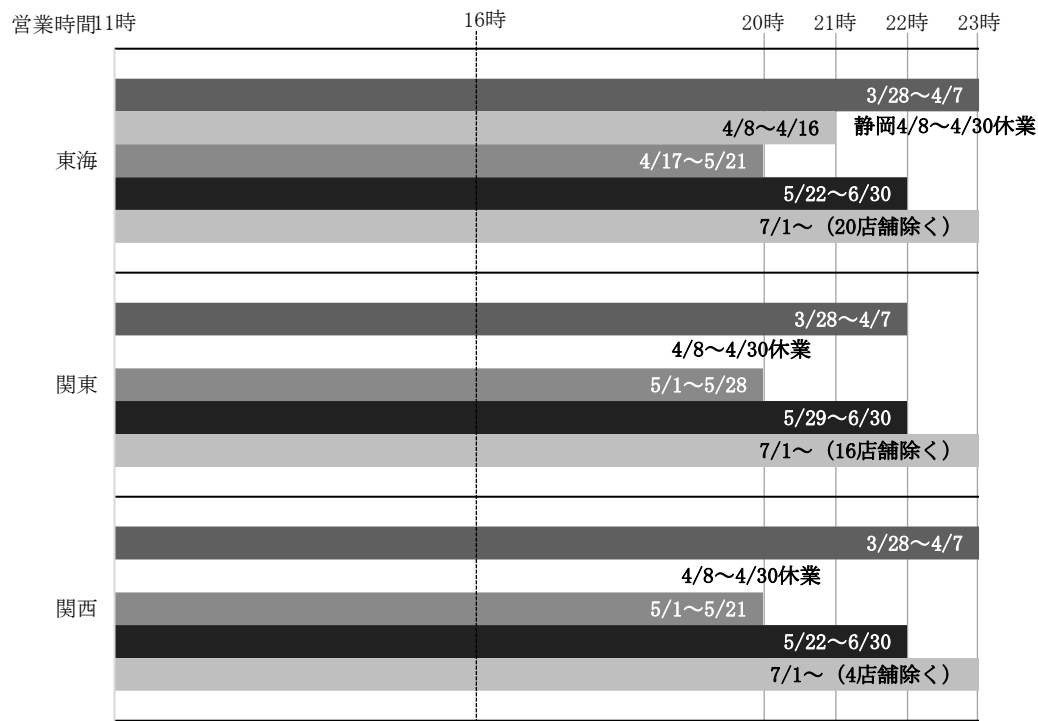 営業時間11時 16時 20時 21時 22時 23時
3/28～4/7
4/8～4/16 静岡4/8～4/30休業
東海
4/17～5/21
5/22～6/30
7/1～（20店舗除く）
3/28～4/7
4/8～4/30休業
関東
5/1～5/28
5/29～6/30
7/1～（16店舗除く）
3/28～4/7
4/8～4/30休業
関西
5/1～5/21
5/22～6/30
7/1～（4店舗除く）